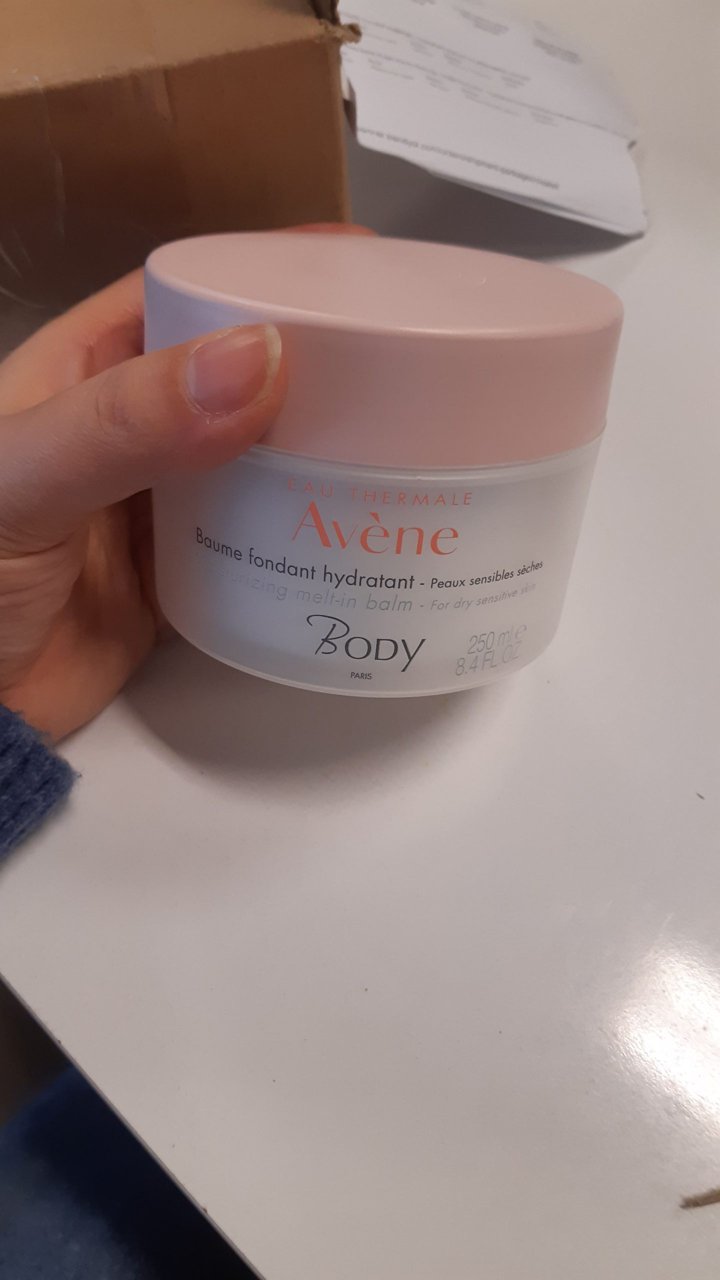 EAU THERMALE
Avène
Baume fondant hydratant - Peaux sensibles sèches
melt-in balm - For dry sensitive skin
BODY
PARIS
250 ml e
8.4 FL OZ